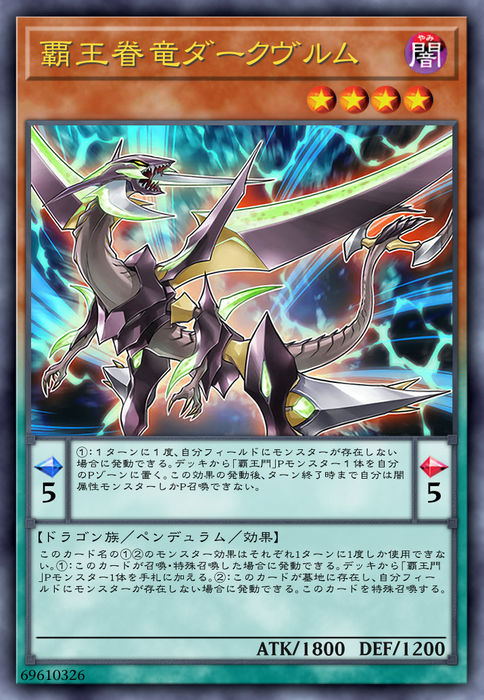 覇王眷竜ダークヴルム
やみ
闇
①：１ターンに１度、自分フィールドにモンスターが存在しない
場合に発動できる。デッキから「覇王門」Pモンスター１体を自分
のPゾーンに置く。この効果の発動後、ターン終了時まで自分は闇
属性モンスターしかP召喚できない。
5
5
【ドラゴン族／ペンデュラム／効果】
このカード名の①②のモンスター効果はそれぞれ1ターンに1度しか使用できな
い。①：このカードが召喚・特殊召喚した場合に発動できる。デッキから「覇王門
」Pモンスター1体を手札に加える。②：このカードが墓地に存在し、自分フィー
ルドにモンスターが存在しない場合に発動できる。このカードを特殊召喚する。
ATK/1800 DEF/1200
69610326